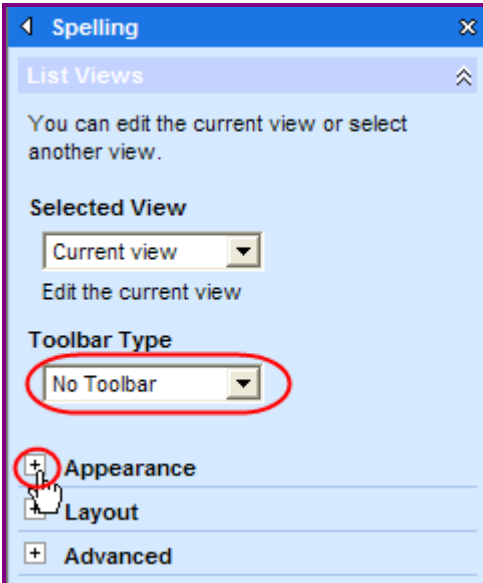 Spelling
List Views
You can edit the current view or select
another view.
Selected View
Current view
Edit the current view
Toolbar Type
No Toolbar
Appearance
Layout
Advanced